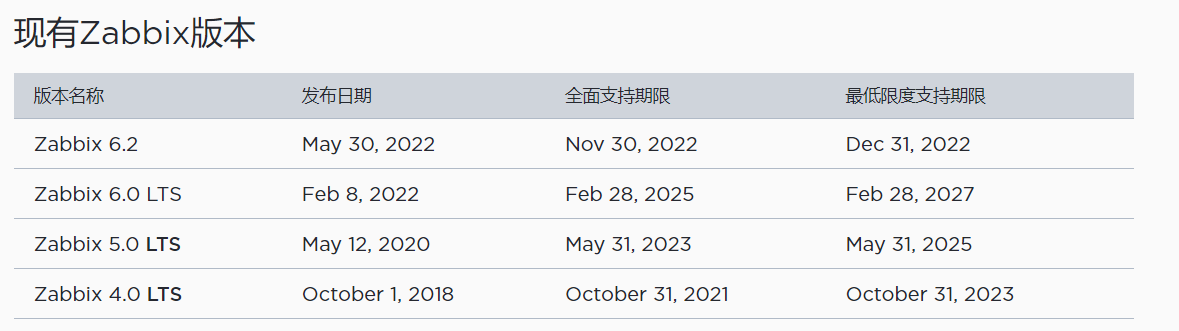 现有Zabbix版本
版本名称 发布日期 全面支持期限 最低限度支持期限
Zabbix 6.2 May 30, 2022 Nov 30, 2022 Dec 31, 2022
Zabbix 6.0 LTS Feb 8, 2022 Feb 28, 2025 Feb 28, 2027
Zabbix 5.0 LTS May 12, 2020 May 31, 2023 May 31, 2025
Zabbix 4.0 LTS October 1, 2018 October 31, 2021 October 31, 2023